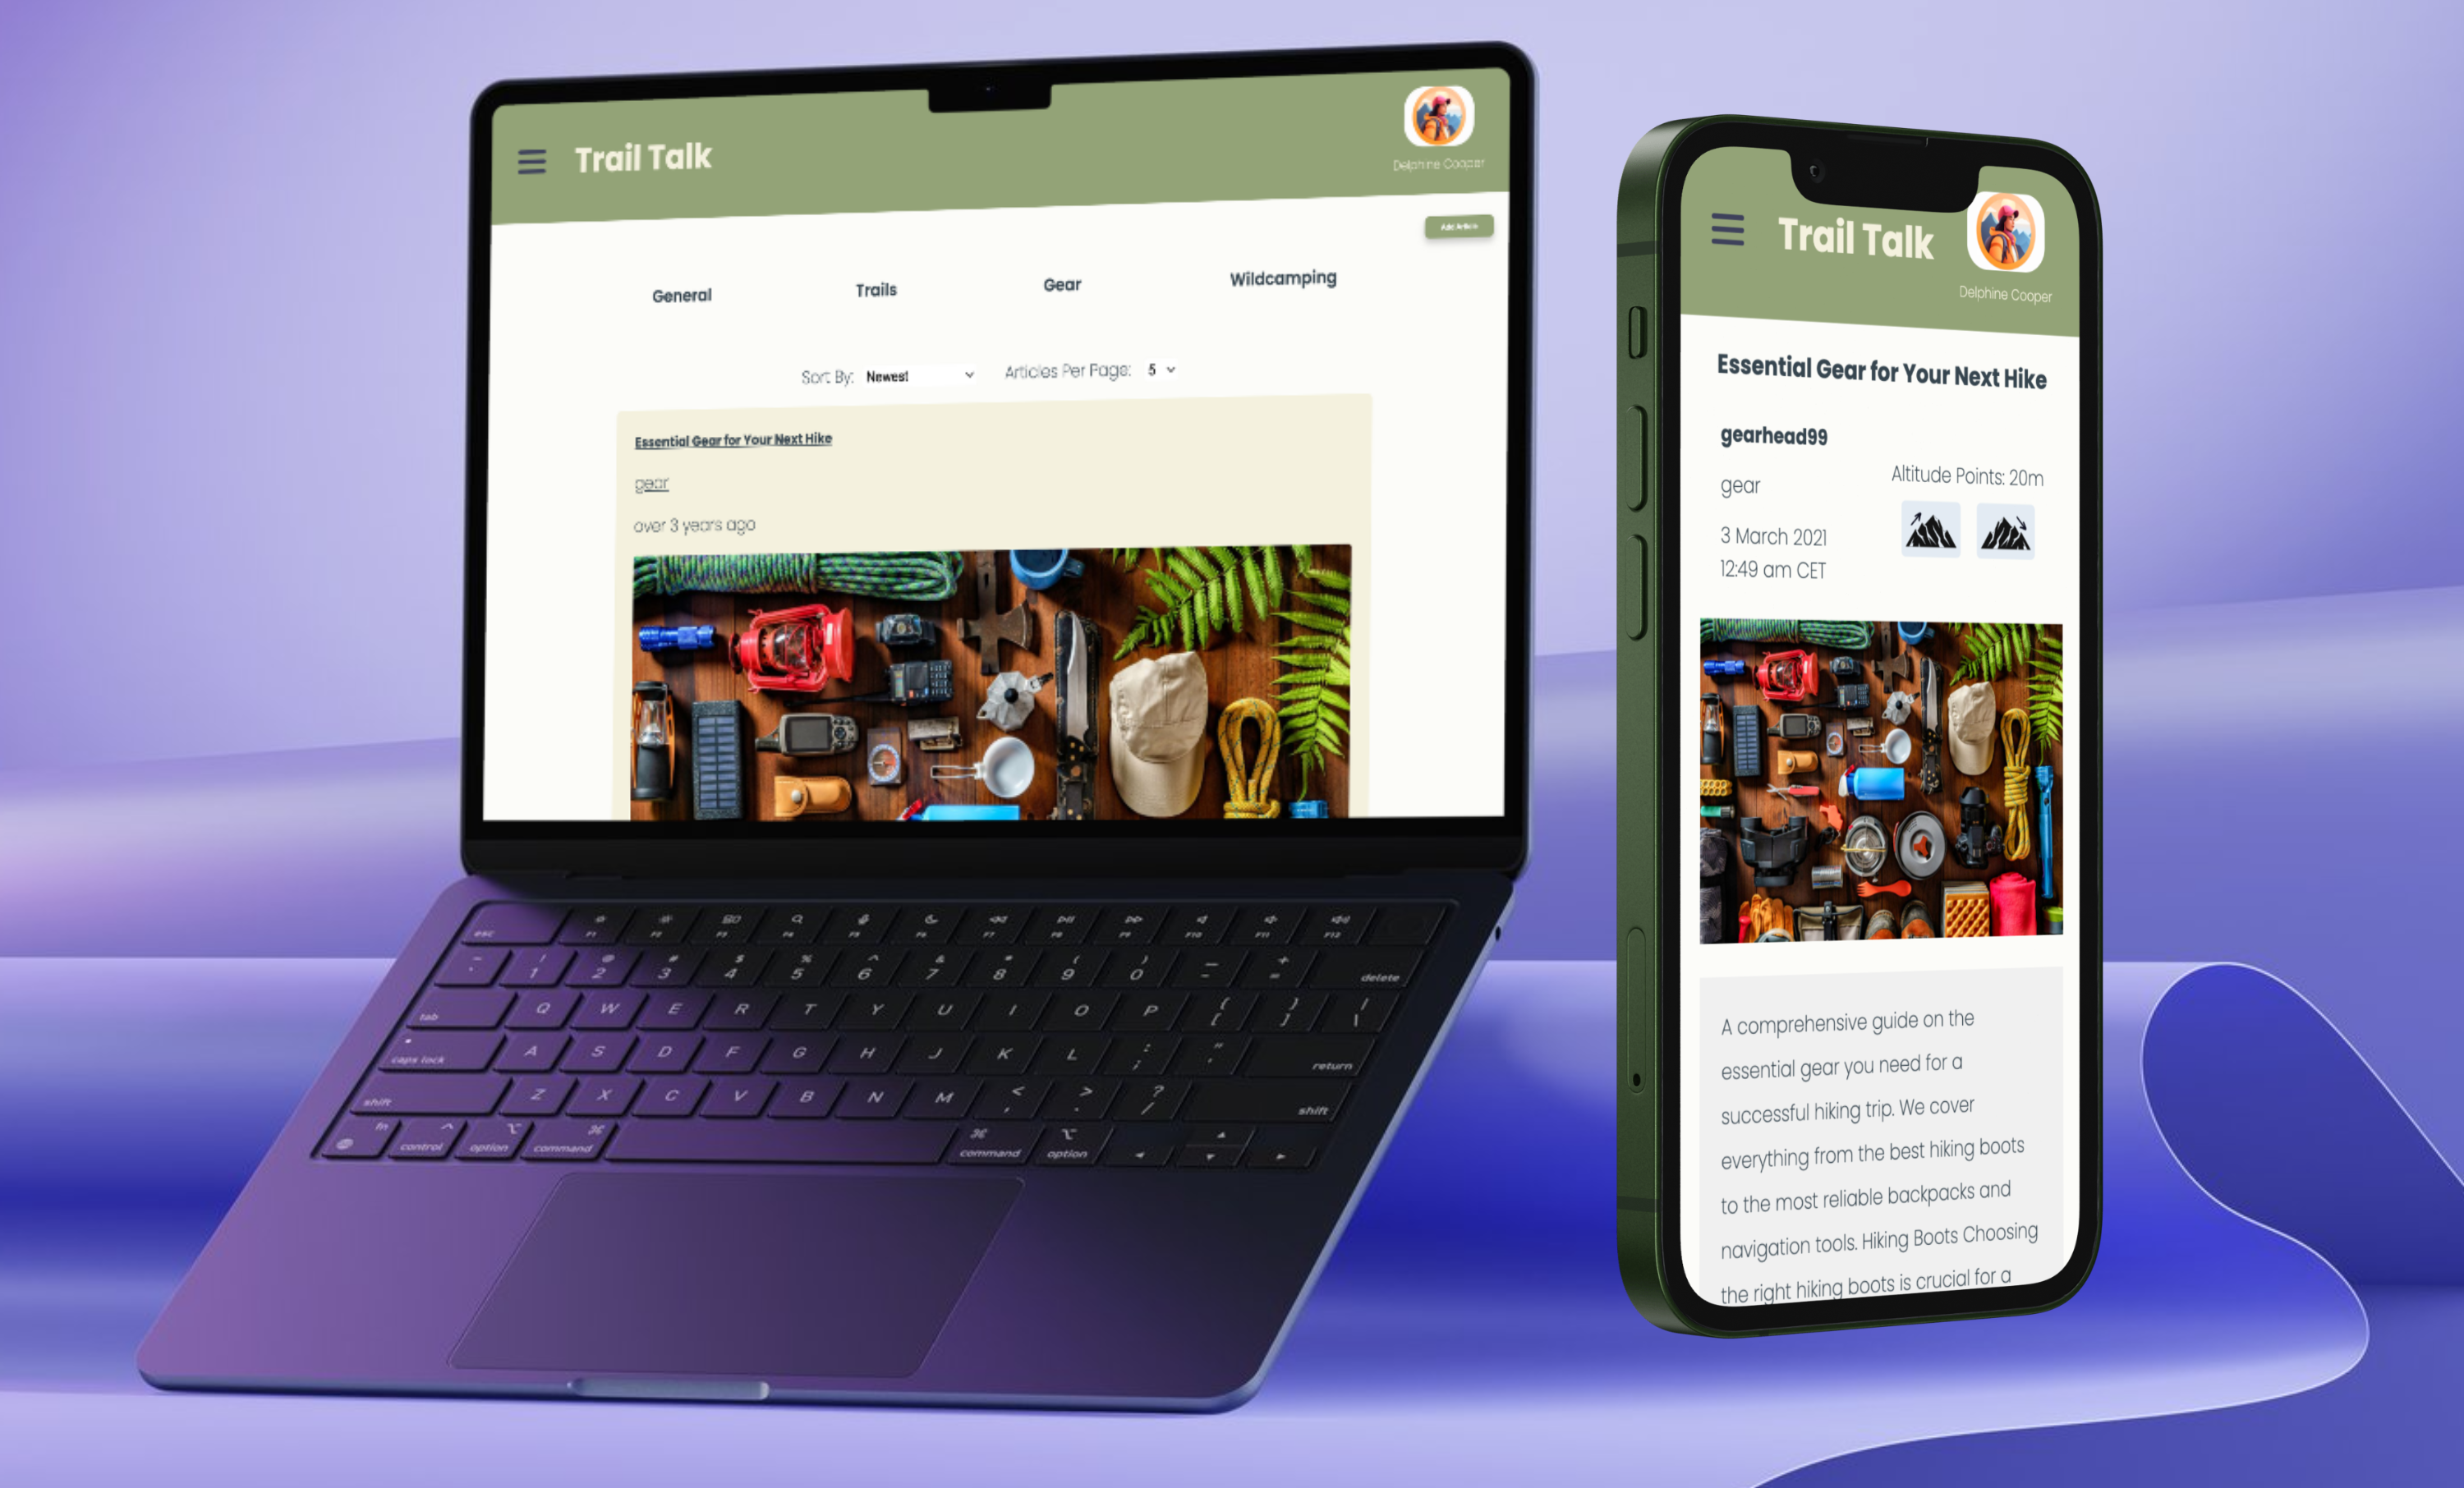 Trail Talk
Delphine Cooper
Add Article
General
Trails
Gear
Wildcamping
Sort By: Newest
Articles Per Page: 5
Essential Gear for Your Next Hike
gear
over 3 years ago
esc
F1 F2 F3 F4 F5 F6 F7 F8 F9 F10 F11 F12
~ ! @ # $ % ^ & * ( ) _ +
` 1 2 3 4 5 6 7 8 9 0 - = delete
tab Q W E R T Y U I O P { [ } ] | \
caps lock A S D F G H J K L : ; " ' return
shift Z X C V B N M < , > . ? / shift
fn control option command command option
Trail Talk
Delphine Cooper
Essential Gear for Your Next Hike
gearhead99
gear
Altitude Points: 20m
3 March 2021
12:49 am CET
A comprehensive guide on the
essential gear you need for a
successful hiking trip. We cover
everything from the best hiking boots
to the most reliable backpacks and
navigation tools. Hiking Boots Choosing
the right hiking boots is crucial for a